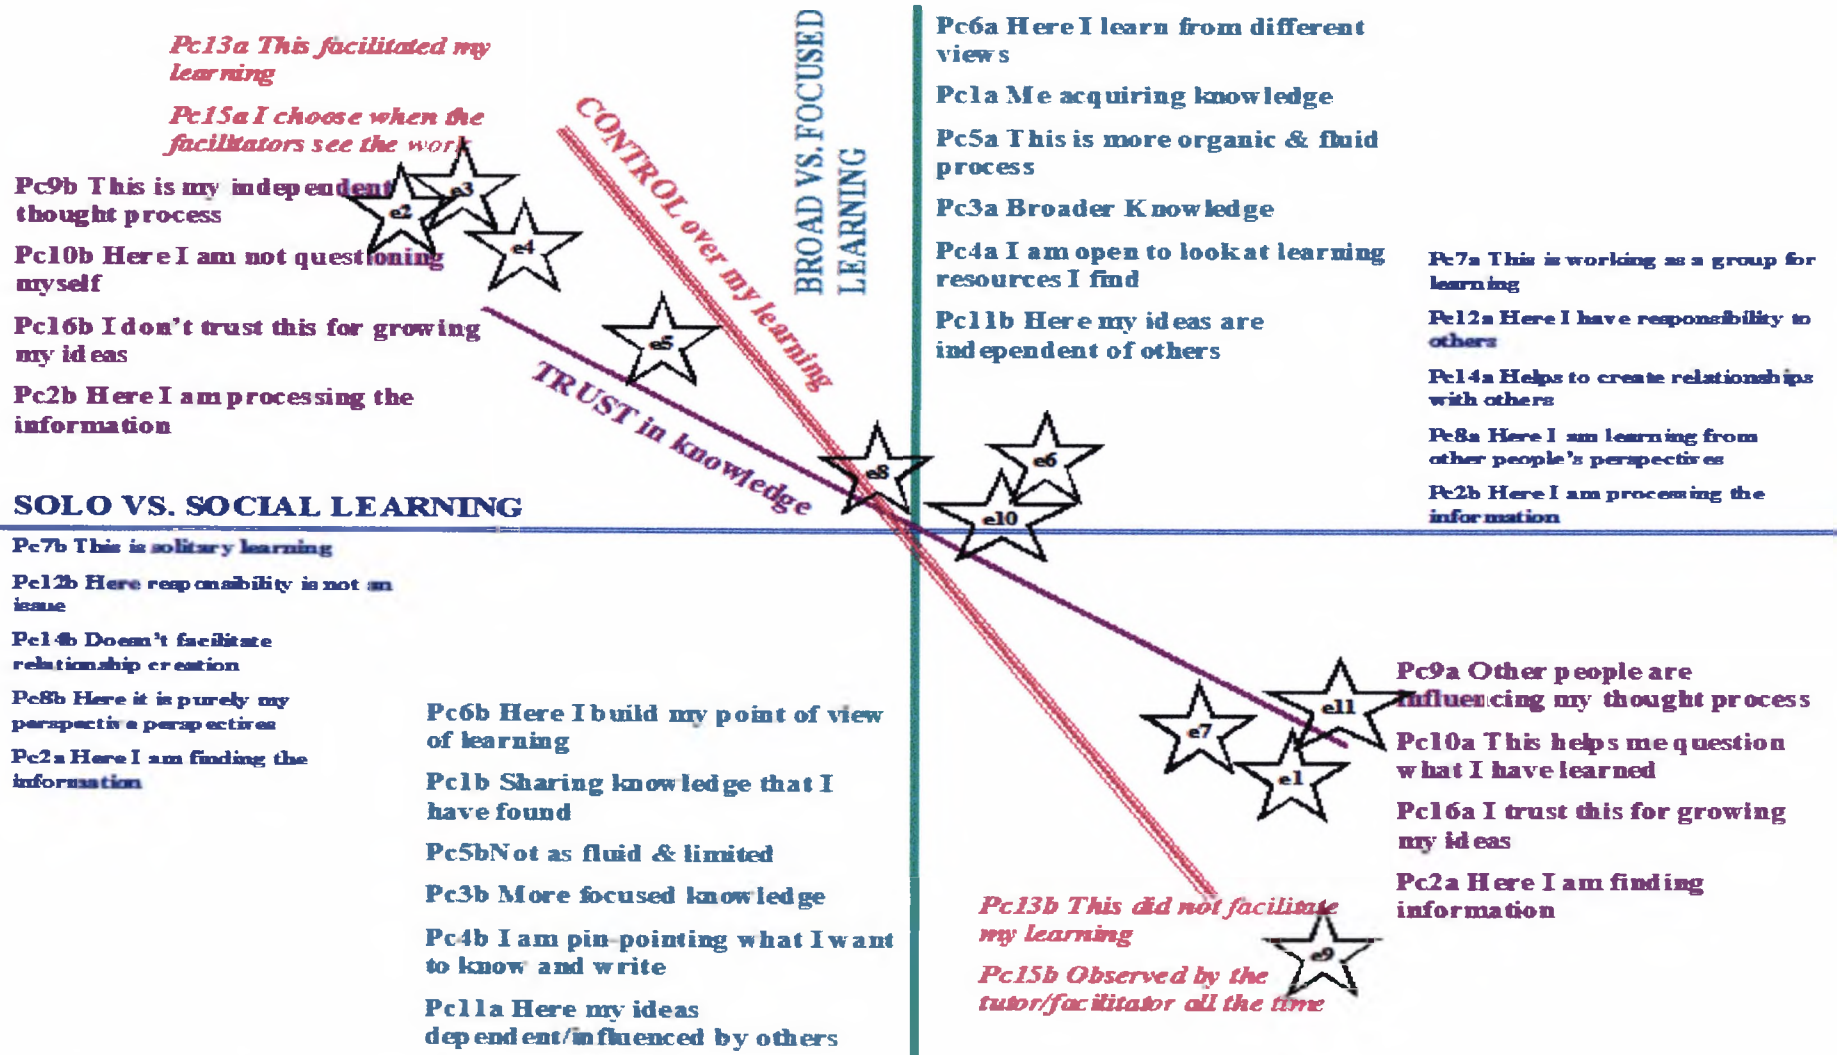 Pc13a This facilitated my
learning
Pc15a I choose when the
facilitators see the work
Pc9b This is my independent
thought process
Pc10b Here I am not questioning
myself
Pc16b I don't trust this for growing
my ideas
Pc2b Here I am processing the
information
e2
e3
e4
e5
CONTROL over my learning
TRUST in knowledge
BROAD VS. FOCUSED
LEARNING
Pc6a Here I learn from different
views
Pc1a Me acquiring knowledge
Pc5a This is more organic & fluid
process
Pc3a Broader Knowledge
Pc4a I am open to look at learning
resources I find
Pc11b Here my ideas are
independent of others
Pc7a This is working as a group for
learning
Pc12a Here I have responsibility to
others
Pc14a Helps to create relationships
with others
Pc8a Here I am learning from
other people's perspectives
Pc2b Here I am processing the
information
e8
e6
e10
SOLO VS. SOCIAL LEARNING
Pc7b This is solitary learning
Pc12b Here responsibility is not an
issue
Pc14b Doesn't facilitate
relationship creation
Pc8b Here it is purely my
perspective perspectives
Pc2a Here I am finding the
information
Pc6b Here I build my point of view
of learning
Pc1b Sharing knowledge that I
have found
Pc5bNot as fluid & limited
Pc3b More focused knowledge
Pc4b I am pin-pointing what I want
to know and write
Pc11a Here my ideas
dependent/influenced by others
e7
e11
e1
Pc9a Other people are
influencing my thought process
Pc10a This helps me question
what I have learned
Pc16a I trust this for growing
my ideas
Pc2a Here I am finding
information
Pc13b This did not facilitate
my learning
Pc15b Observed by the
tutor/facilitator all the time
e9